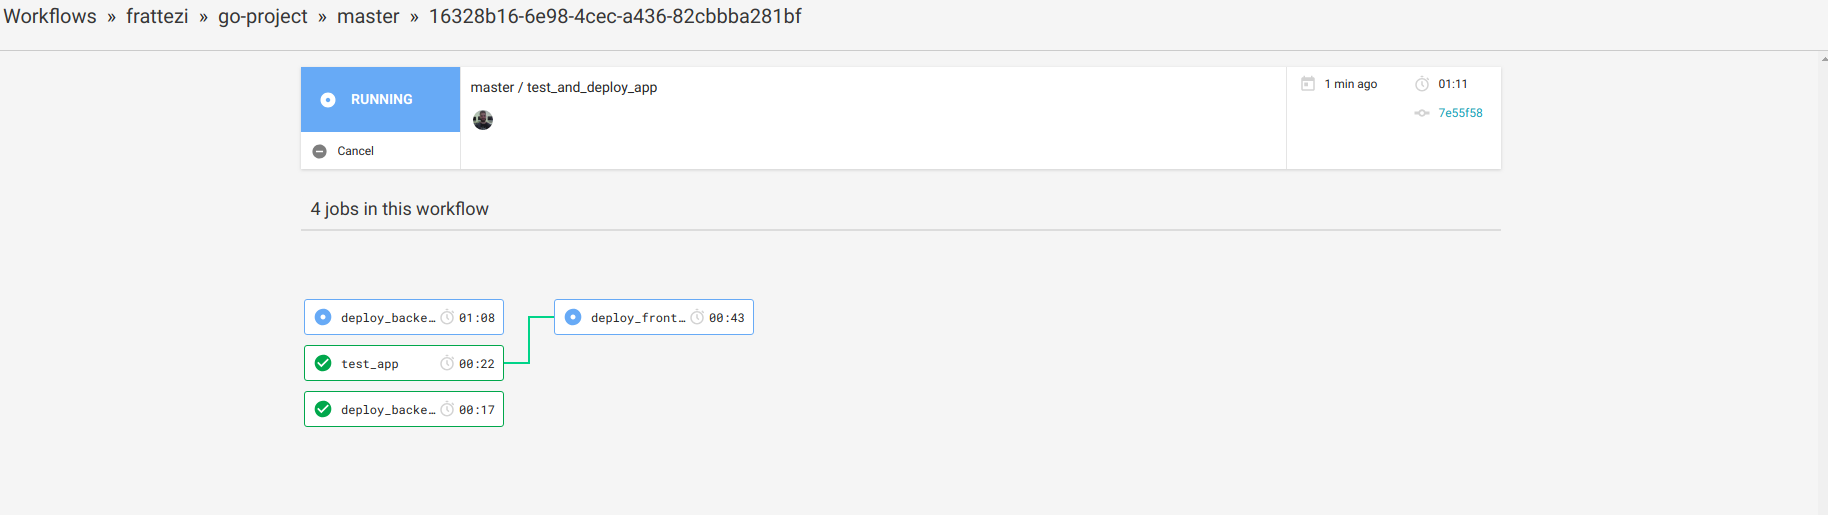 Workflows » frattezi » go-project » master » 16328b16-6e98-4cec-a436-82cbbba281bf
RUNNING
Cancel
master / test_and_deploy_app
1 min ago
01:11
7e55f58
4 jobs in this workflow
deploy_backe… 01:08
deploy_front… 00:43
test_app 00:22
deploy_backe… 00:17